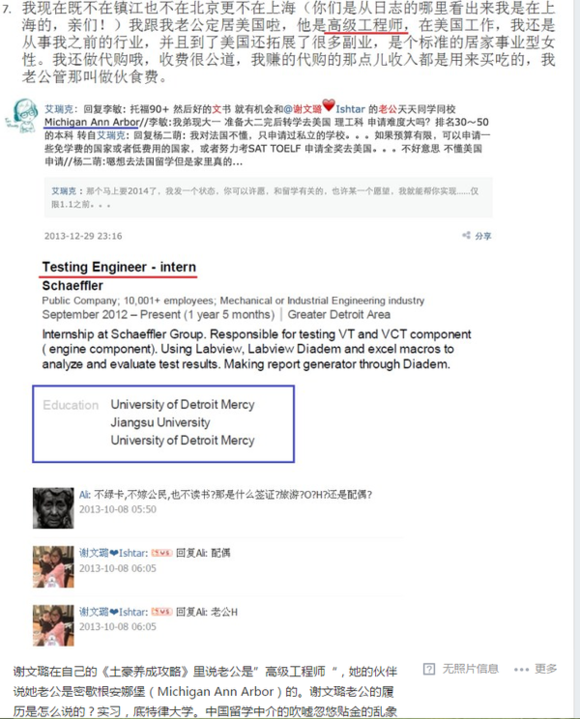 7. 我现在既不在镇江也不在北京更不在上海（你们是从日志的哪里看出来我是在上
海的，亲们！）我跟我老公定居美国啦，他是高级工程师，在美国工作，我还是
从事我之前的行业，并且到了美国还拓展了很多副业，是个标准的居家事业型女
性。我还做代购哦，收费很公道，我赚的代购的那点儿收入都是用来买吃的，我
老公管那叫做伙食费。
艾瑞克：回复李敏: 托福90+ 然后好的文书 就有机会和@谢文璐❤Ishtar 的老公天天同学同校
Michigan Ann Arbor//李敏:我弟现大一 准备大二完后转学去美国 理工科 申请难度大吗？排名30～50
的本科 转自艾瑞克：回复杨二萌: 我对法国不懂，只申请过私立的学校。。。如果预算有限，可以申请一
些免学费的国家或者低费用的国家，或者努力考SAT TOELF 申请全奖去美国。。。不好意思 不懂美国
申请//杨二萌:嗯想去法国留学但是家里真的...
艾瑞克：那个马上要2014了，我发一个状态，你可以许愿，和留学有关的，也许某一个愿望，我就能帮你实现......仅
限1.1之前。。。
2013-12-29 23:16
分享
Testing Engineer - intern
Schaeffler
Public Company; 10,001+ employees; Mechanical or Industrial Engineering industry
September 2012 – Present (1 year 5 months) | Greater Detroit Area
Internship at Schaeffler Group. Responsible for testing VT and VCT component
( engine component). Using Labview, Labview Diadem and excel macros to
analyze and evaluate test results. Making report generator through Diadem.
Education University of Detroit Mercy
Jiangsu University
University of Detroit Mercy
Ak: 不绿卡,不嫁公民,也不读书?那是什么签证?旅游?O?H?还是配偶?
2013-10-08 05:50
谢文璐❤Ishtar: 回复Ak: 配偶
2013-10-08 06:05
谢文璐❤Ishtar: 回复Ak: 老公H
2013-10-08 06:05
谢文璐在自己的《土豪养成攻略》里说老公是”高级工程师“，她的伙伴
说她老公是密歇根安娜堡（Michigan Ann Arbor）的。谢文璐老公的履
历是怎么说的？实习，底特律大学。中国留学中介的吹嘘忽悠贴金的乱象
无照片信息
更多